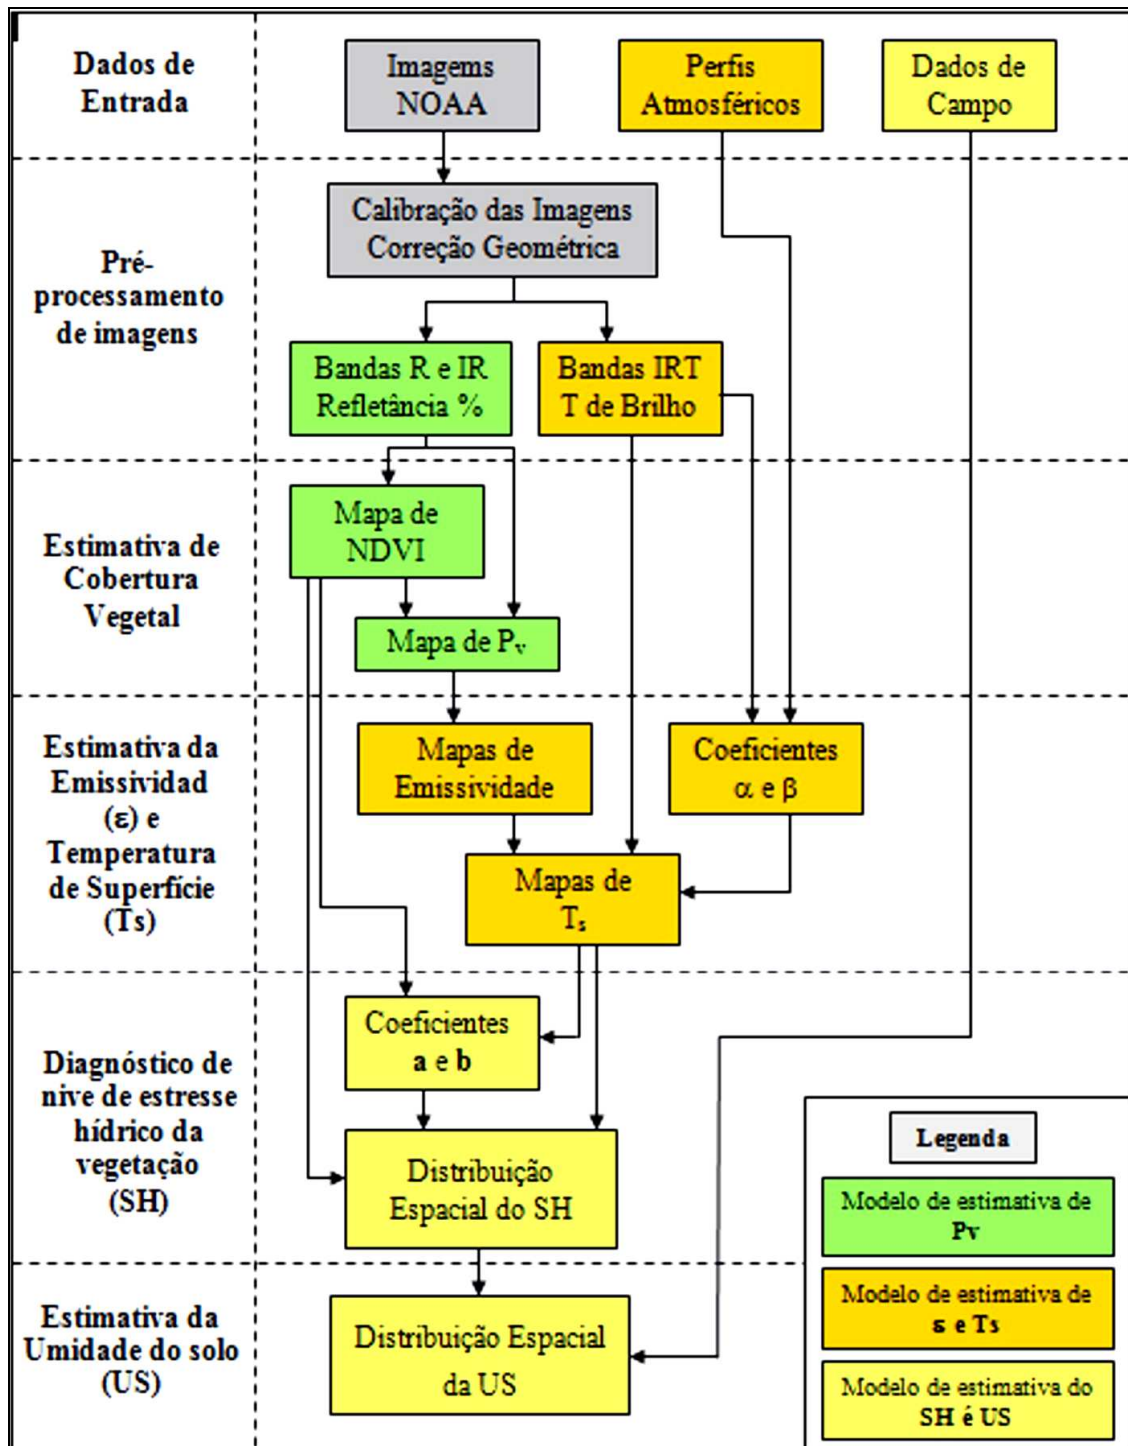 Dados de
Entrada
Imagems
NOAA
Perfis
Atmosféricos
Dados de
Campo
Pré-
processamento
de imagens
Calibração das Imagens
Correção Geométrica
Bandas R e IR
Refletância %
Bandas IRT
T de Brilho
Estimativa de
Cobertura
Vegetal
Mapa de
NDVI
Mapa de Pv
Estimativa da
Emissividad
(ε) e
Temperatura
de Superfície
(Ts)
Mapas de
Emissividade
Coeficientes
α e β
Mapas de
Ts
Diagnóstico de
nive de estresse
hídrico da
vegetação
(SH)
Coeficientes
a e b
Distribuição
Espacial do SH
Estimativa da
Umidade do solo
(US)
Distribuição Espacial
da US
Legenda
Modelo de estimativa de
Pv
Modelo de estimativa de
ε e Ts
Modelo de estimativa do
SH é US